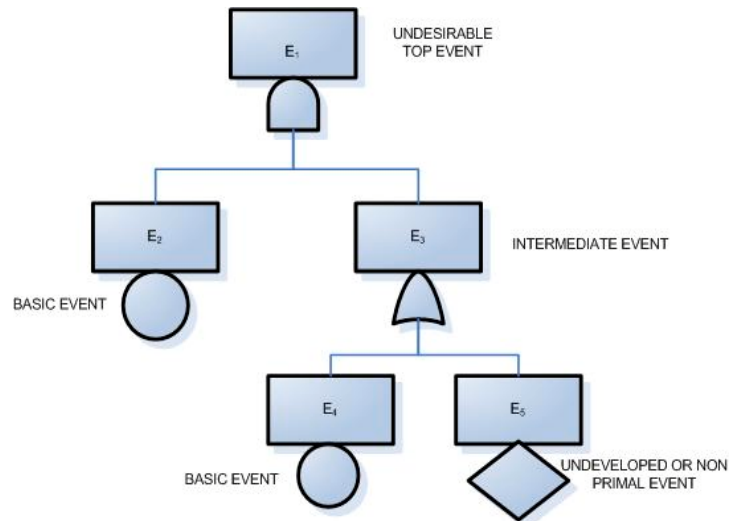 E₁
UNDESIRABLE
TOP EVENT
E₂
E₃
INTERMEDIATE EVENT
BASIC EVENT
E₄
E₅
BASIC EVENT
UNDEVELOPED OR NON
PRIMAL EVENT